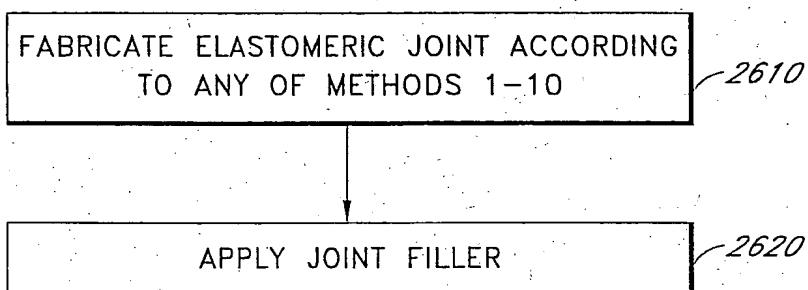 FABRICATE ELASTOMERIC JOINT ACCORDING
TO ANY OF METHODS 1-10
2610
APPLY JOINT FILLER
2620